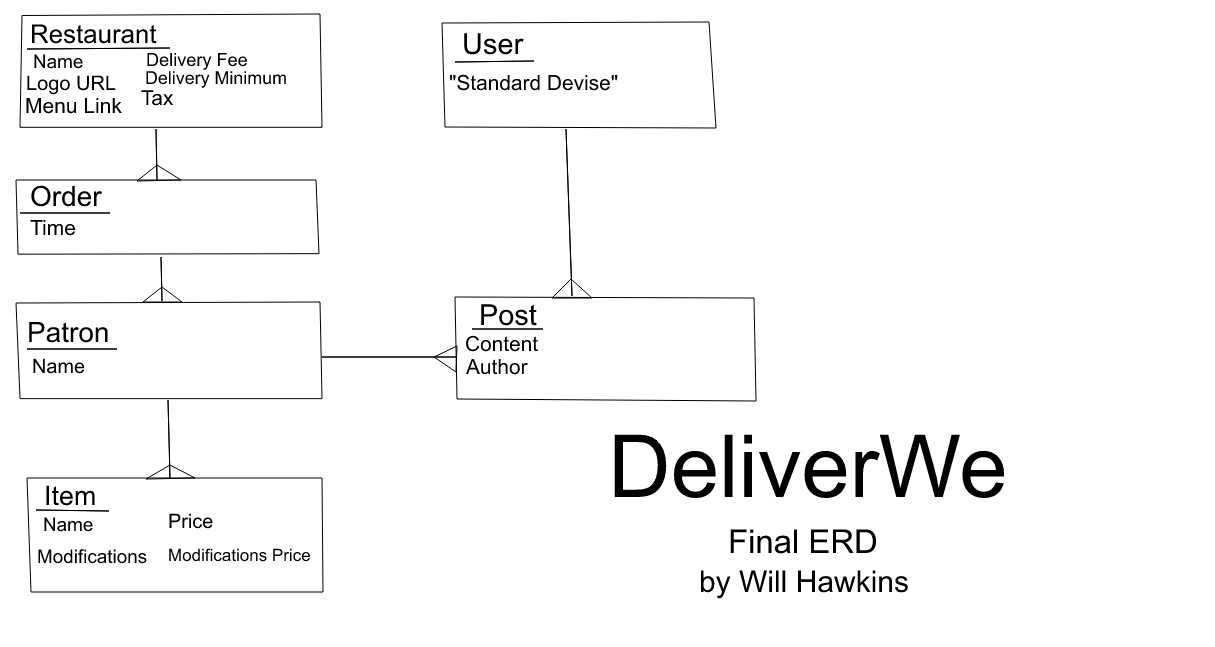 Restaurant
Name
Delivery Fee
Logo URL
Delivery Minimum
Menu Link
Tax
User
"Standard Devise"
Order
Time
Patron
Name
Post
Content
Author
Item
Name
Price
Modifications
Modifications Price
DeliverWe
Final ERD
by Will Hawkins